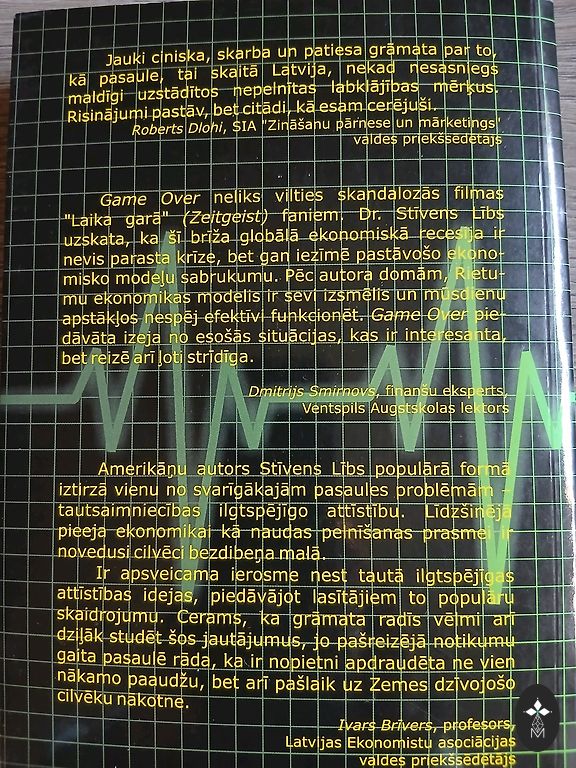 Jauki ciniska, skarba un patiesa grāmata par to,
kā pasaule, tai skaitā Latvija, nekad nesasniegs
maldīgi uzstādītos nepelnītas labklājības mērķus.
Risinājumi pastāv, bet citādi, kā esam cerējuši.
Roberts Dlohi, SIA "Zināšanu pārnese un mārketings"
valdes priekšsēdētājs
Game Over neliks vilties skandalozās filmas
"Laika garā" (Zeitgeist) faniem. Dr. Stīvens Lībs
uzskata, ka šī brīža globālā ekonomiskā recesija ir
nevis parasta krīze, bet gan iezīmē pastāvošo ekono-
misko modeļu sabrukumu. Pēc autora domām, Rietu-
mu ekonomikas modelis ir sevi izsmēlis un mūsdienu
apstākļos nespēj efektīvi funkcionēt. Game Over pie-
dāvāta izeja no esošās situācijas, kas ir interesanta,
bet reizē arī ļoti strīdīga.
Dmitrijs Smirnovs, finanšu eksperts,
Ventspils Augstskolas lektors
Amerikāņu autors Stīvens Lībs populārā formā
iztirzā vienu no svarīgākajām pasaules problēmām –
tautsaimniecības ilgtspējīgo attīstību. Līdzšinējā
pieeja ekonomikai kā naudas pelnīšanas prasmei ir
novedusi cilvēci bezdibeņa malā.
Ir apsveicama ierosme nest tautā ilgtspējīgas
attīstības idejas, piedāvājot lasītājiem to populāru
skaidrojumu. Cerams, ka grāmata radīs vēlmi arī
dziļāk studēt šos jautājumus, jo pašreizējā notikumu
gaita pasaulē rāda, ka ir nopietni apdraudēta ne vien
nākamo paaudžu, bet arī pašlaik uz Zemes dzīvojošo
cilvēku nākotne.
Ivars Brīvers, profesors,
Latvijas Ekonomistu asociācijas
valdes priekšsēdētājs
M